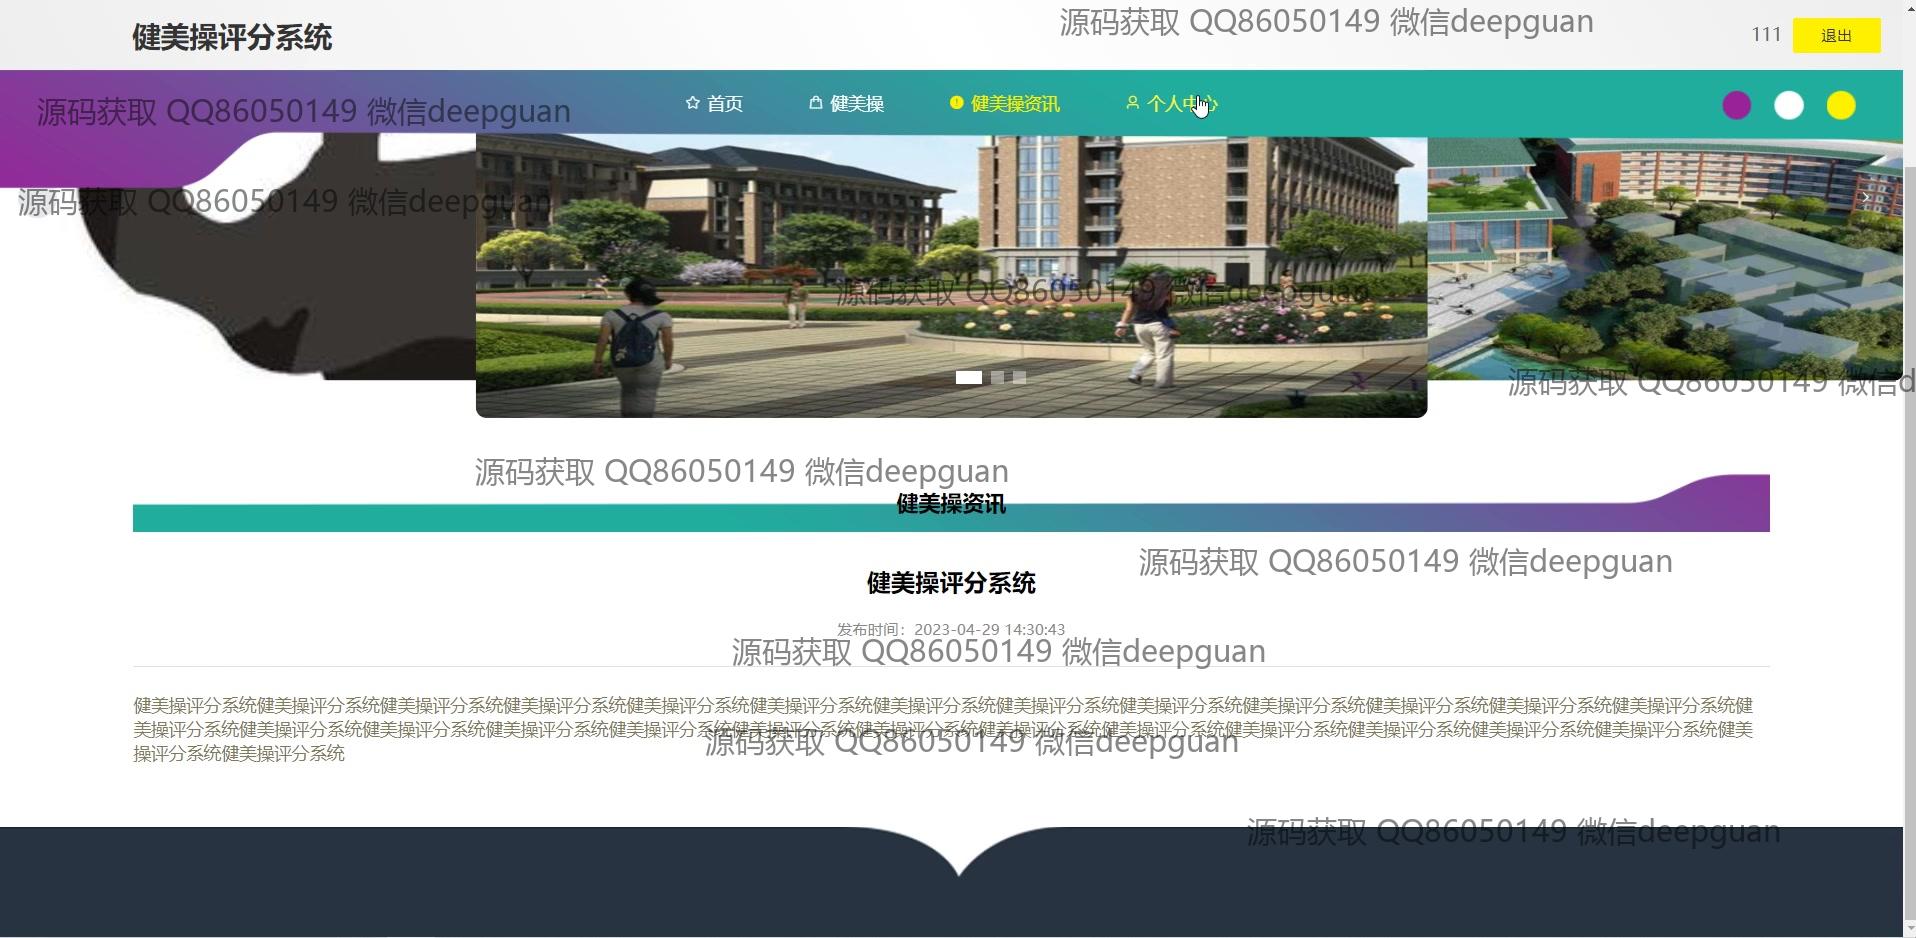 健美操评分系统
源码获取 QQ86050149 微信deepguan
111
退出
源码获取 QQ86050149 微信deepguan
首页
健美操
健美操资讯
个人中心
源码获取 QQ86050149 微信deepguan
源码获取 QQ86050149 微信deepguan
源码获取 QQ86050149 微信d
源码获取 QQ86050149 微信deepguan
健美操资讯
源码获取 QQ86050149 微信deepguan
健美操评分系统
发布时间：2023-04-29 14:30:43
源码获取 QQ86050149 微信deepguan
健美操评分系统健美操评分系统健美操评分系统健美操评分系统健美操评分系统健美操评分系统健美操评分系统健美操评分系统健美操评分系统健美操评分系统健美操评分系统健美操评分系统健美操评分系统健
美操评分系统健美操评分系统健美操评分系统健美操评分系统健美操评分系统健美操评分系统健美操评分系统健美操评分系统健美操评分系统健美操评分系统健美操评分系统健美操评分系统健美操评分系统健美
操评分系统健美操评分系统
源码获取 QQ86050149 微信deepguan
源码获取 QQ86050149 微信deepguan